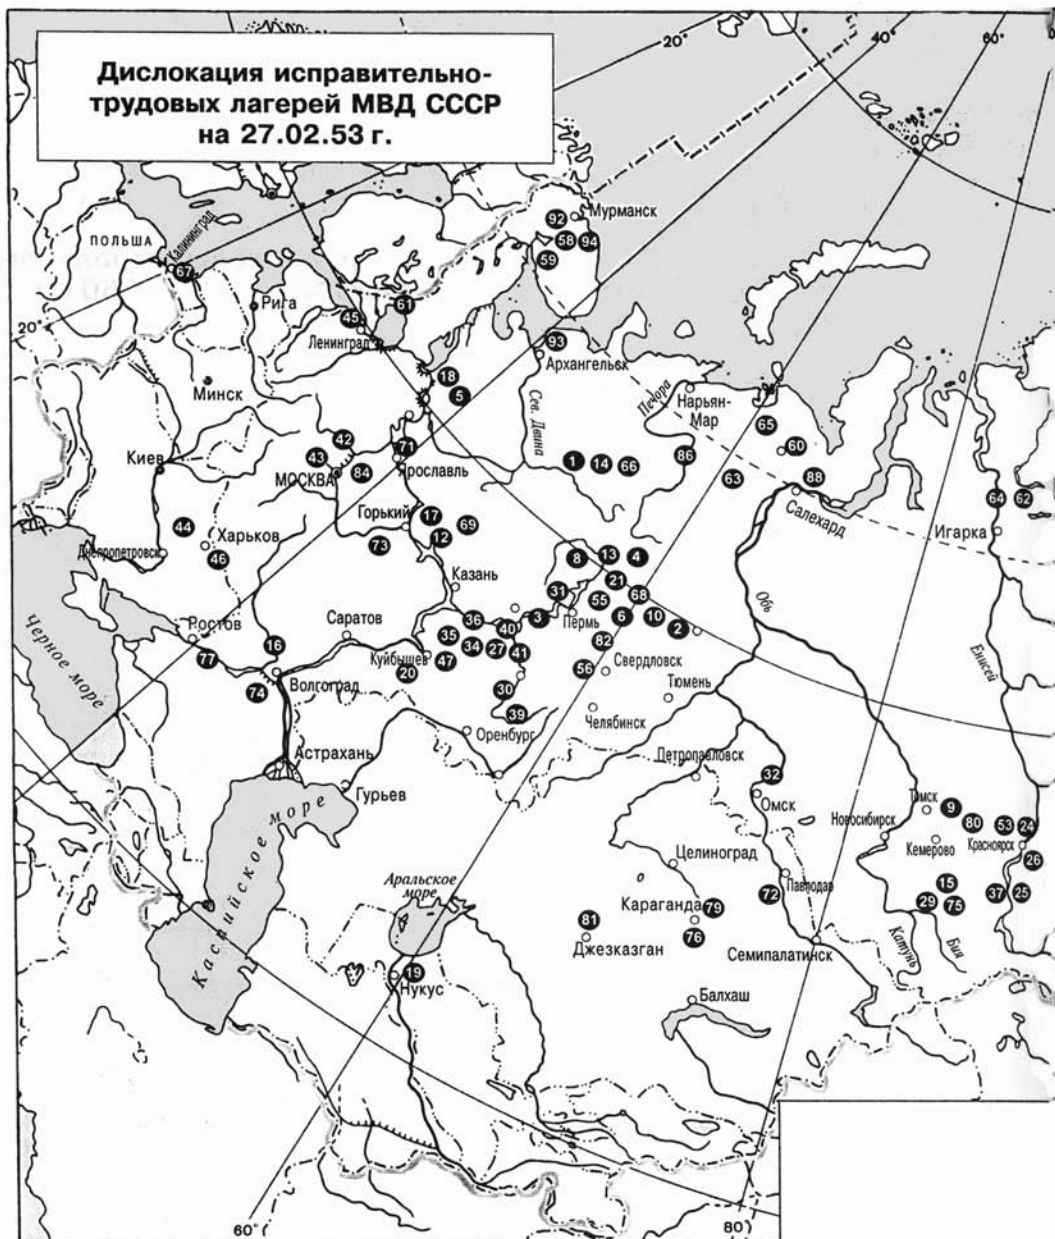 Дислокация исправительно-
трудовых лагерей МВД СССР
на 27.02.53 г.
20°
40°
60°
92
Мурманск
58
94
59
ПОЛЬША
Калининград
67
Рига
61
45
20°
Ленинград
93
Архангельск
18
5
Минск
Сев. Двина
Печора
Нарьян-
Мар
65
60
42
43
84
МОСКВА
71
Ярославль
1
14
66
86
63
88
Салехард
64
62
Игарка
Киев
44
Харьков
46
Днепропетровск
Горький
17
69
12
73
Казань
8
13
4
21
31
55
68
Пермь
6
10
2
Обь
Енисей
Черное море
Ростов
77
16
Волгоград
74
Саратов
36
3
35
40
34
27
41
Куйбышев
47
20
82
56
Свердловск
Тюмень
30
39
Челябинск
Оренбург
Астрахань
Гурьев
Петропавловск
32
Омск
Томск
9
80
53
24
Новосибирск
Кемерово
Красноярск
26
Каспийское море
Аральское
море
Целиноград
Павлодар
72
15
29
75
37
25
Караганда
79
76
81
Джезказган
Семипалатинск
Катунь
Бия
19
Нукус
Балхаш
60°
80